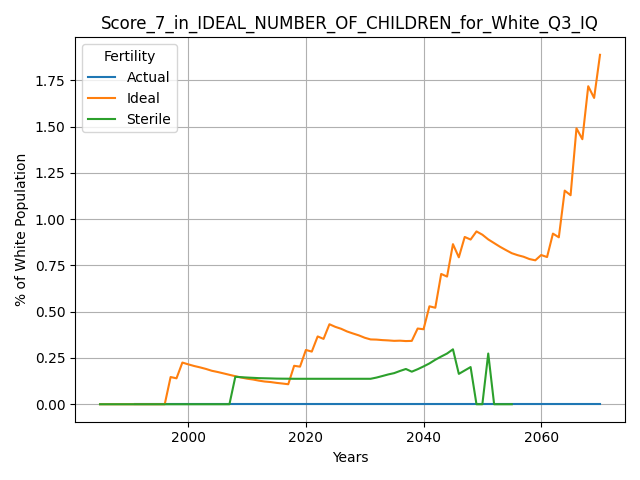 Score_7_in_IDEAL_NUMBER_OF_CHILDREN_for_White_Q3_IQ
Fertility
Actual
Ideal
Sterile
% of White Population
1.75
1.50
1.25
1.00
0.75
0.50
0.25
0.00
2000 2020 2040 2060
Years